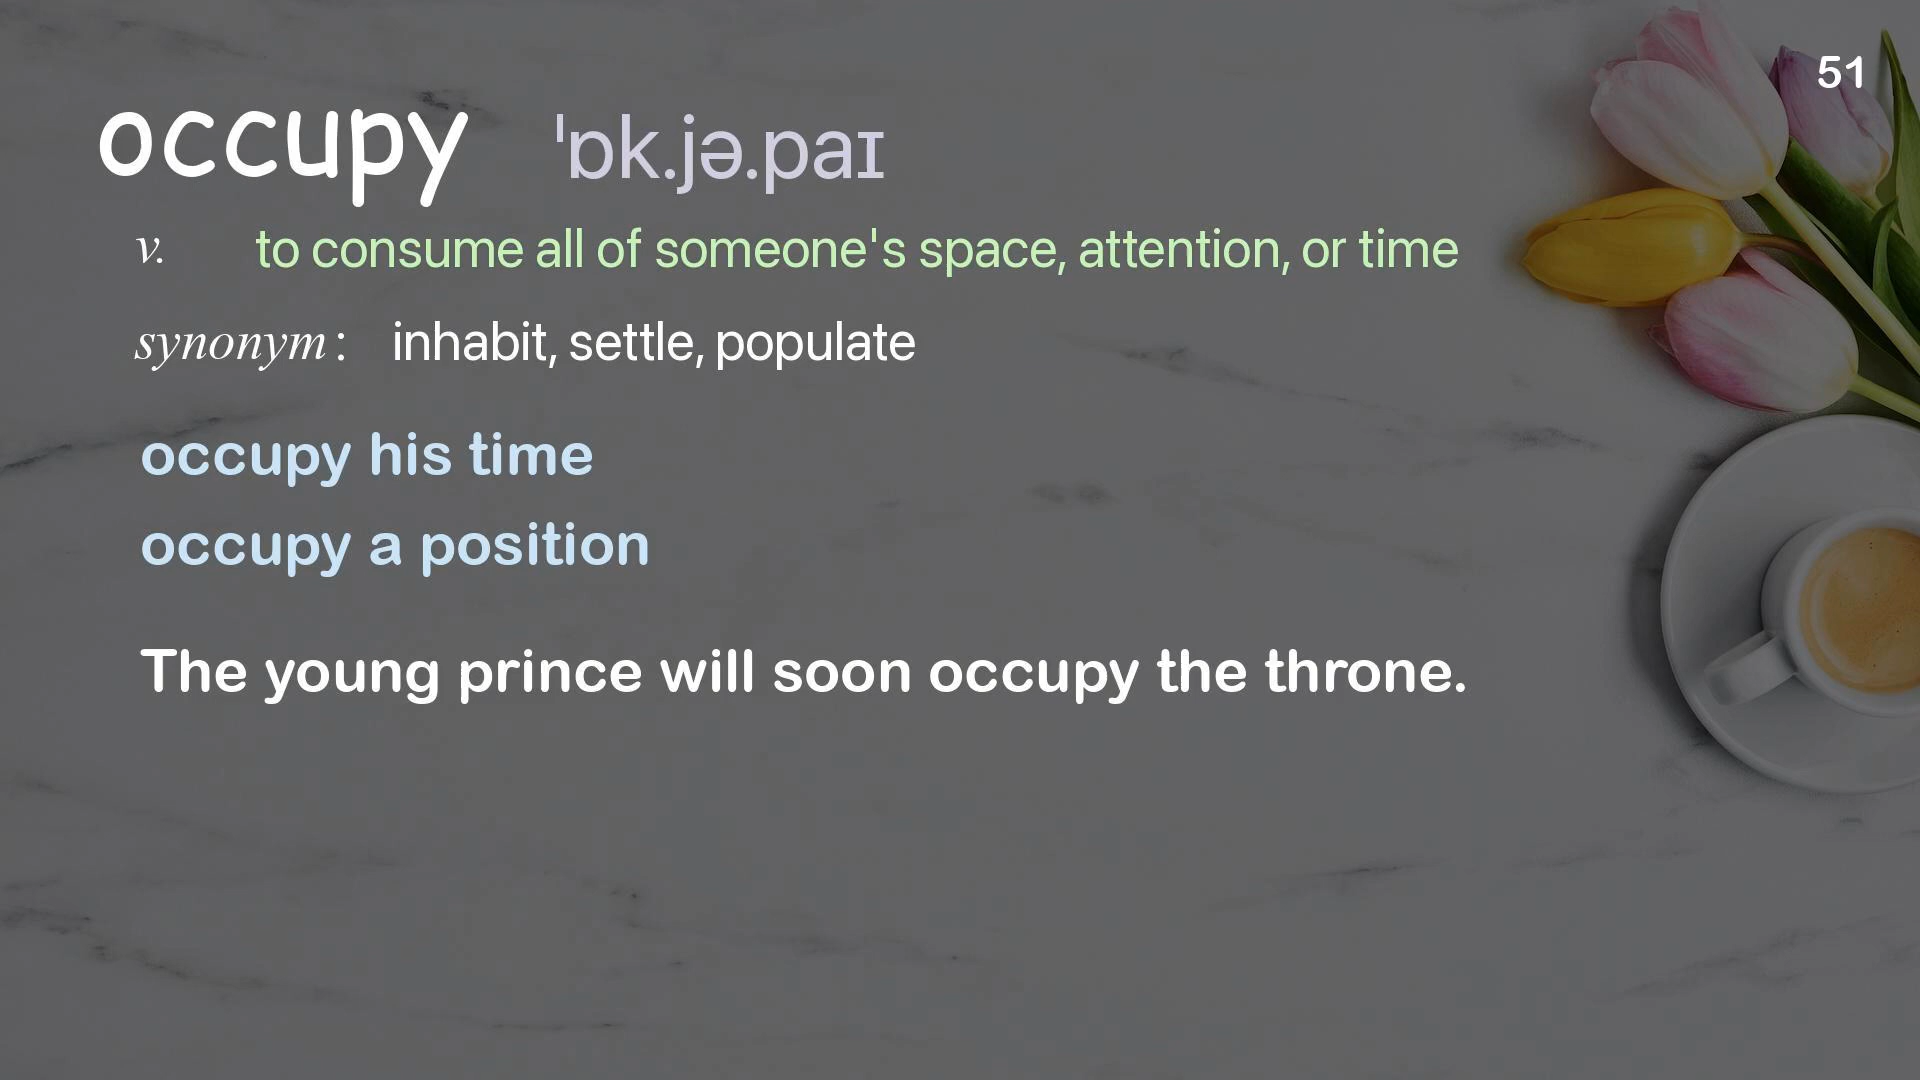 51
occupy ˈɒk.jə.paɪ
v. to consume all of someone's space, attention, or time
synonym: inhabit, settle, populate
occupy his time
occupy a position
The young prince will soon occupy the throne.